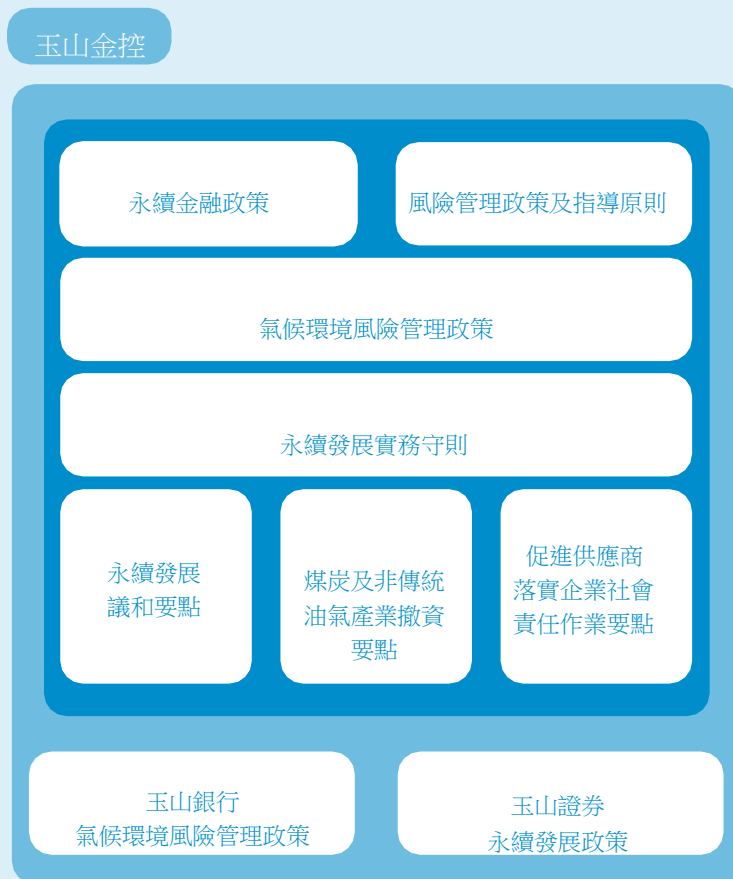 玉山金控
永續金融政策
風險管理政策及指導原則
氣候環境風險管理政策
永續發展實務守則
永續發展
議和要點
煤炭及非傳統
油氣產業撤資
要點
促進供應商
落實企業社會
責任作業要點
玉山銀行
氣候環境風險管理政策
玉山證券
永續發展政策